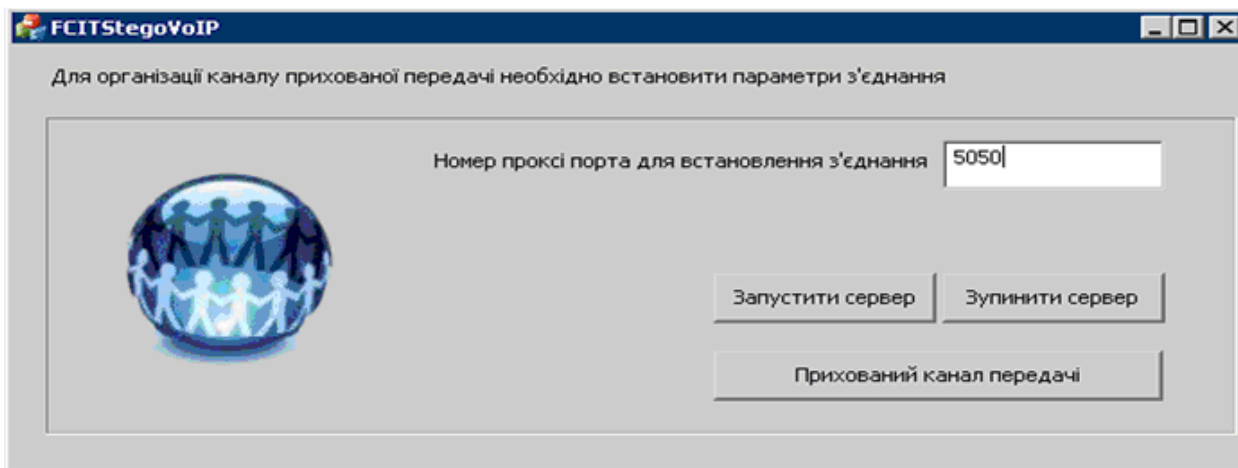 FCITStegoVoIP
Для організації каналу прихованої передачі необхідно встановити параметри з'єднання
Номер проксі порта для встановлення з'єднання 5050
Запустити сервер Зупинити сервер
Прихований канал передачі